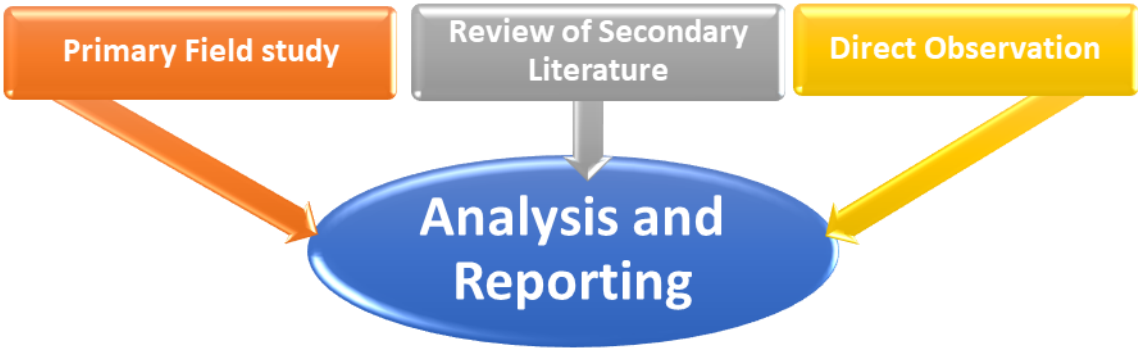 Primary Field study
Review of Secondary
Literature
Direct Observation
Analysis and
Reporting